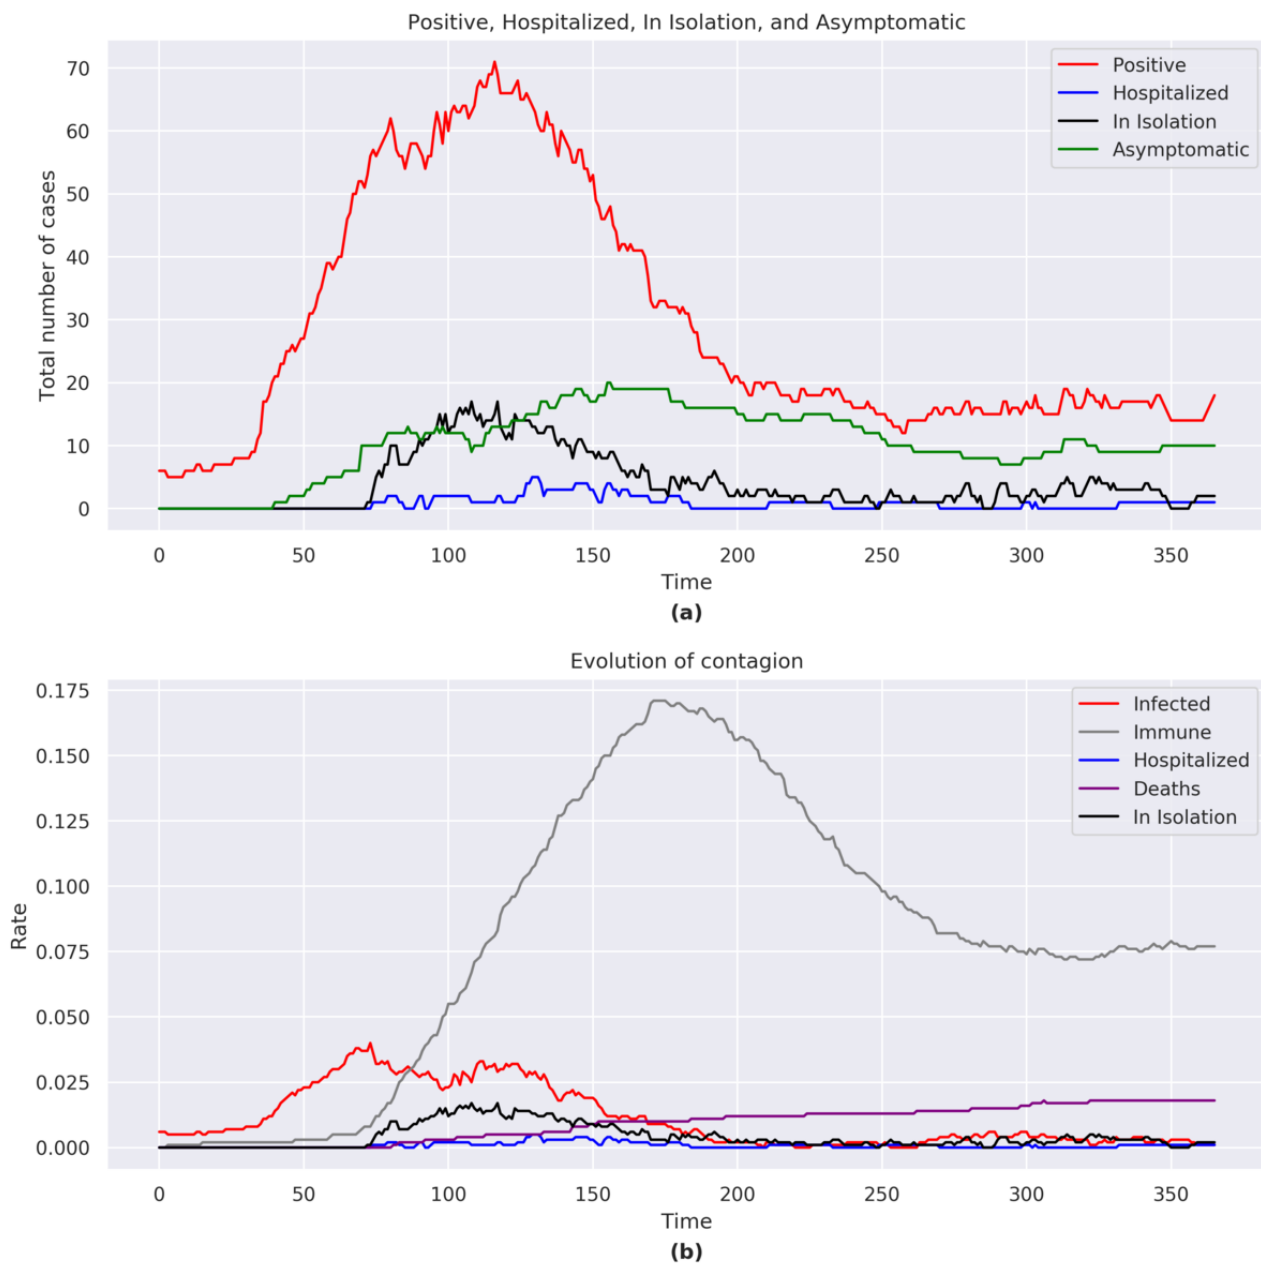 Positive, Hospitalized, In Isolation, and Asymptomatic
Total number of cases
70
60
50
40
30
20
10
0
Positive
Hospitalized
In Isolation
Asymptomatic
0 50 100 150 200 250 300 350
Time
(a)
Evolution of contagion
Rate
0.175
0.150
0.125
0.100
0.075
0.050
0.025
0.000
Infected
Immune
Hospitalized
Deaths
In Isolation
0 50 100 150 200 250 300 350
Time
(b)